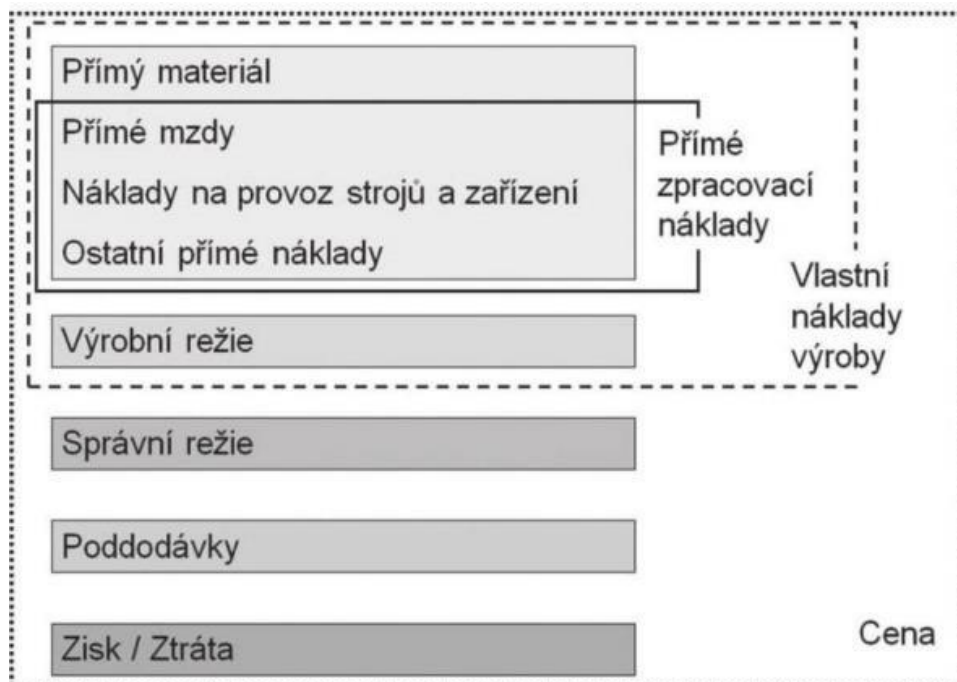 Přímý materiál
Přímé mzdy
Náklady na provoz strojů a zařízení
Ostatní přímé náklady
Přímé
zpracovací
náklady
Výrobní režie
Vlastní
náklady
výroby
Správní režie
Poddodávky
Zisk / Ztráta
Cena